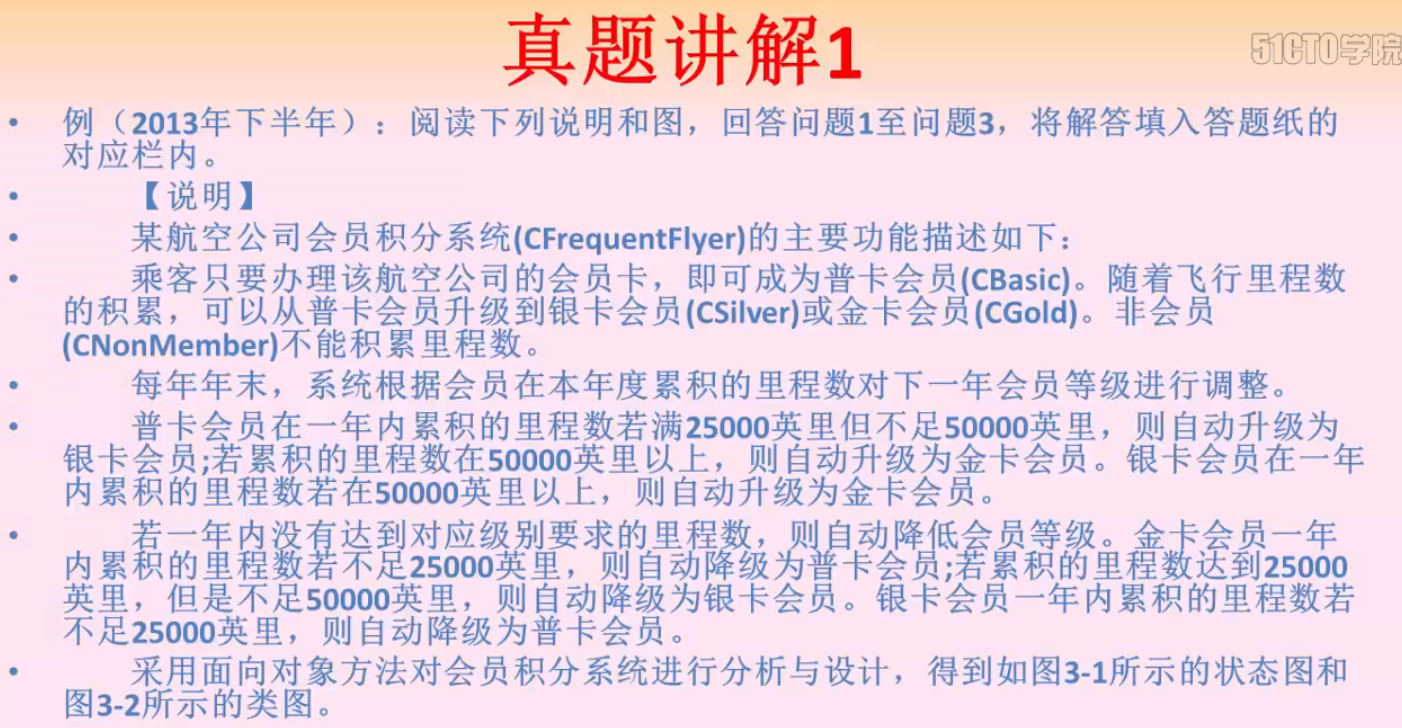 真题讲解1
51CTO学院
• 例（2013年下半年）：阅读下列说明和图，回答问题1至问题3，将解答填入答题纸的
对应栏内。
• 【说明】
• 某航空公司会员积分系统(CFrequentFlyer)的主要功能描述如下：
• 乘客只要办理该航空公司的会员卡，即可成为普卡会员(CBasic)。随着飞行里程数
的积累，可以从普卡会员升级到银卡会员(CSilver)或金卡会员(CGold)。非会员
(CNonMember)不能积累里程数。
• 每年年末，系统根据会员在本年度累积的里程数对下一年会员等级进行调整。
• 普卡会员在一年内累积的里程数若满25000英里但不足50000英里，则自动升级为
银卡会员;若累积的里程数在50000英里以上，则自动升级为金卡会员。银卡会员在一年
内累积的里程数若在50000英里以上，则自动升级为金卡会员。
• 若一年内没有达到对应级别要求的里程数，则自动降低会员等级。金卡会员一年
内累积的里程数若不足25000英里，则自动降级为普卡会员;若累积的里程数达到25000
英里，但是不足50000英里，则自动降级为银卡会员。银卡会员一年内累积的里程数若
不足25000英里，则自动降级为普卡会员。
• 采用面向对象方法对会员积分系统进行分析与设计，得到如图3-1所示的状态图和
图3-2所示的类图。